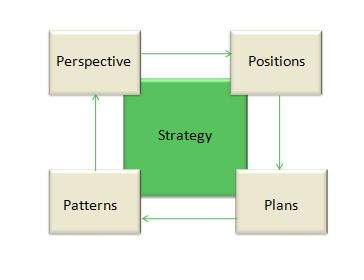 Perspective
Positions
Strategy
Patterns
Plans